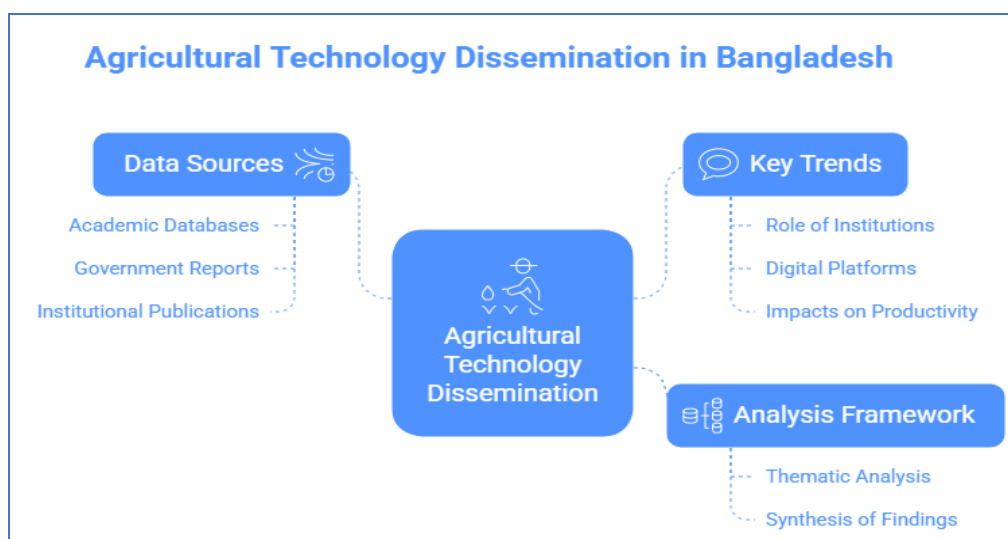 Agricultural Technology Dissemination in Bangladesh
Data Sources
Academic Databases
Government Reports
Institutional Publications
Agricultural
Technology
Dissemination
Key Trends
Role of Institutions
Digital Platforms
Impacts on Productivity
Analysis Framework
Thematic Analysis
Synthesis of Findings